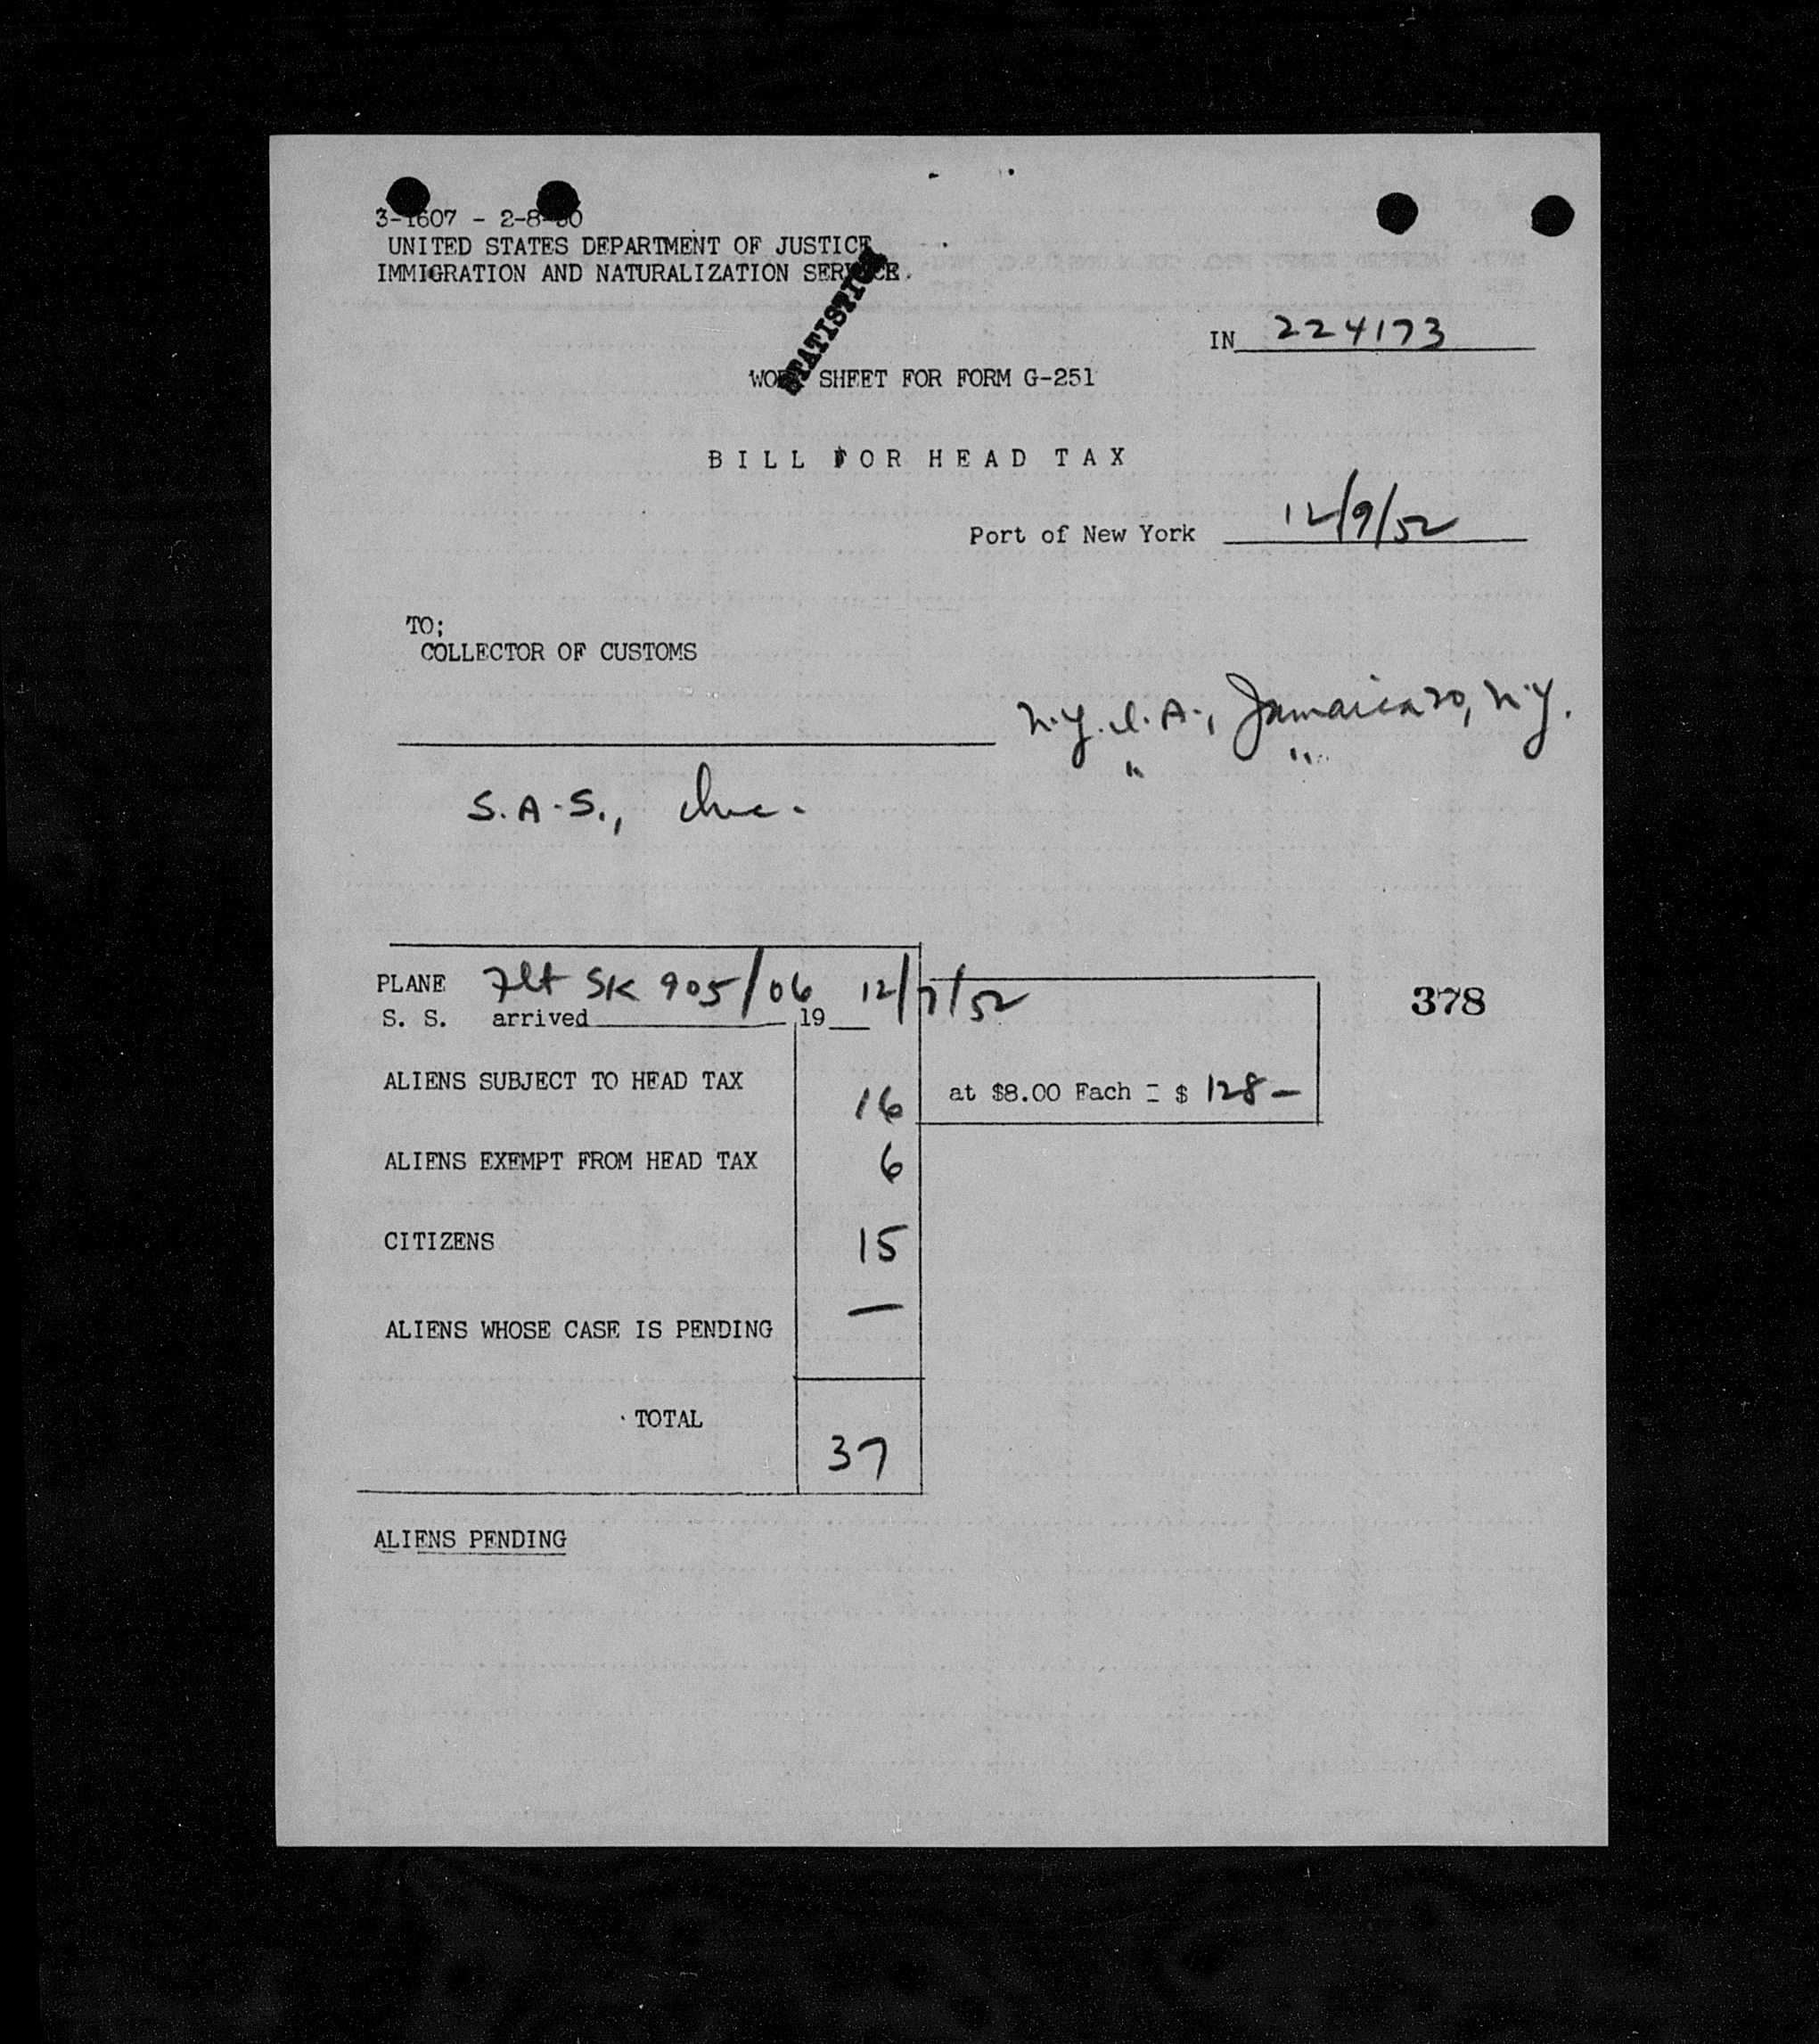 3-1607 - 2-8-50
UNITED STATES DEPARTMENT OF JUSTICE
IMMIGRATION AND NATURALIZATION SERVICE.
STATISTICS
IN 224173
WORK SHEET FOR FORM G-251
BILL FOR HEAD TAX
Port of New York 12/9/52
TO;
COLLECTOR OF CUSTOMS
N.Y.I.A., Jamaica 30, N.Y.
" "
S.A.S., Inc.
PLANE Flt SK 905/06 12/7/52
S. S. arrived 19
378
ALIENS SUBJECT TO HEAD TAX 16 at $8.00 Each = $ 128 —
ALIENS EXEMPT FROM HEAD TAX 6
CITIZENS 15
ALIENS WHOSE CASE IS PENDING —
TOTAL 37
ALIENS PENDING